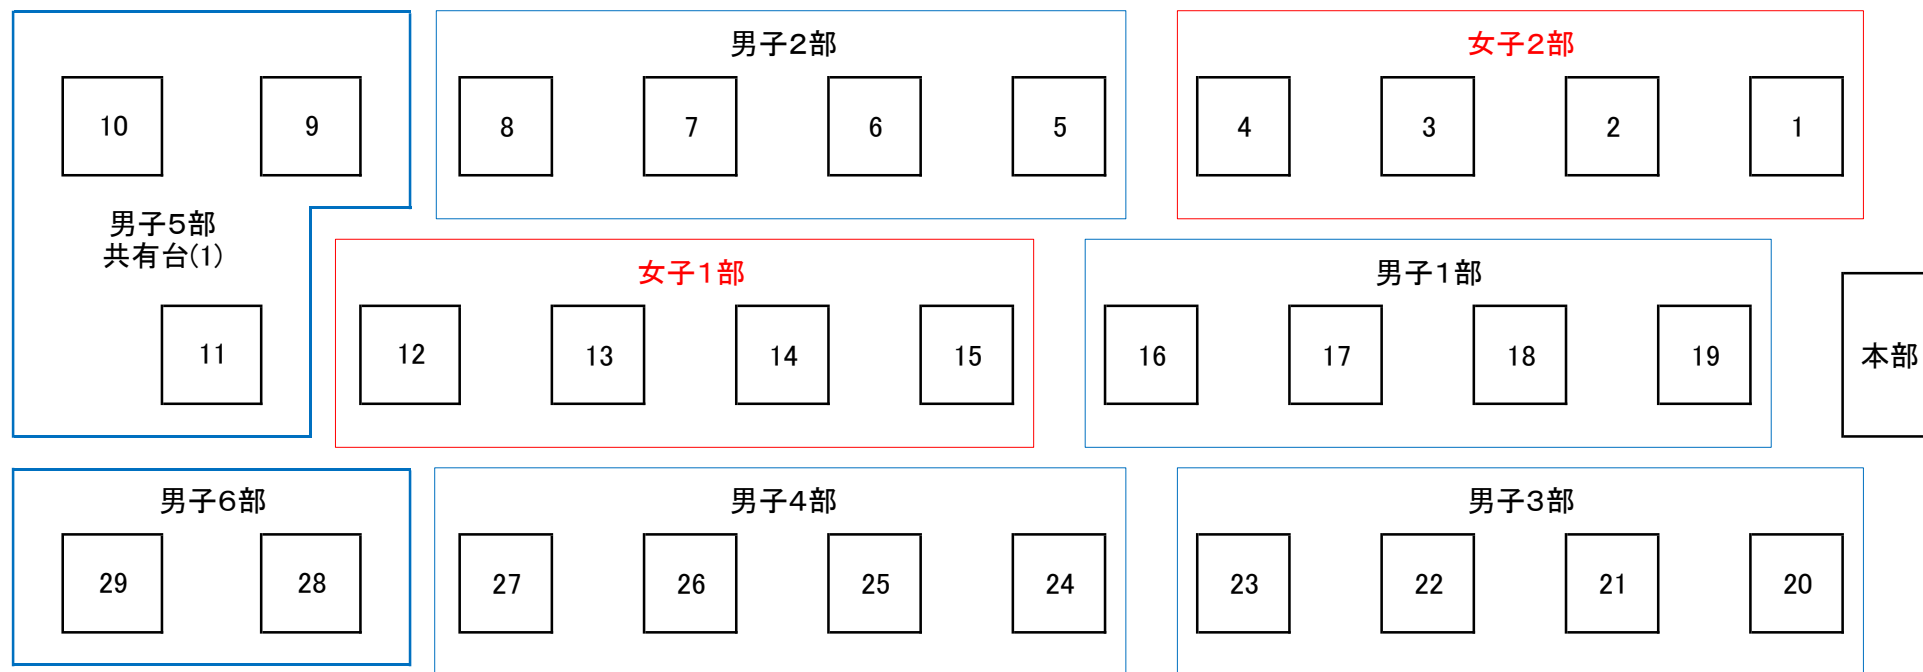 男子2部
女子2部
10 9 8 7 6 5 4 3 2 1
男子5部
共有台(1)
女子1部
男子1部
11 12 13 14 15 16 17 18 19 本部
男子6部
男子4部
男子3部
29 28 27 26 25 24 23 22 21 20